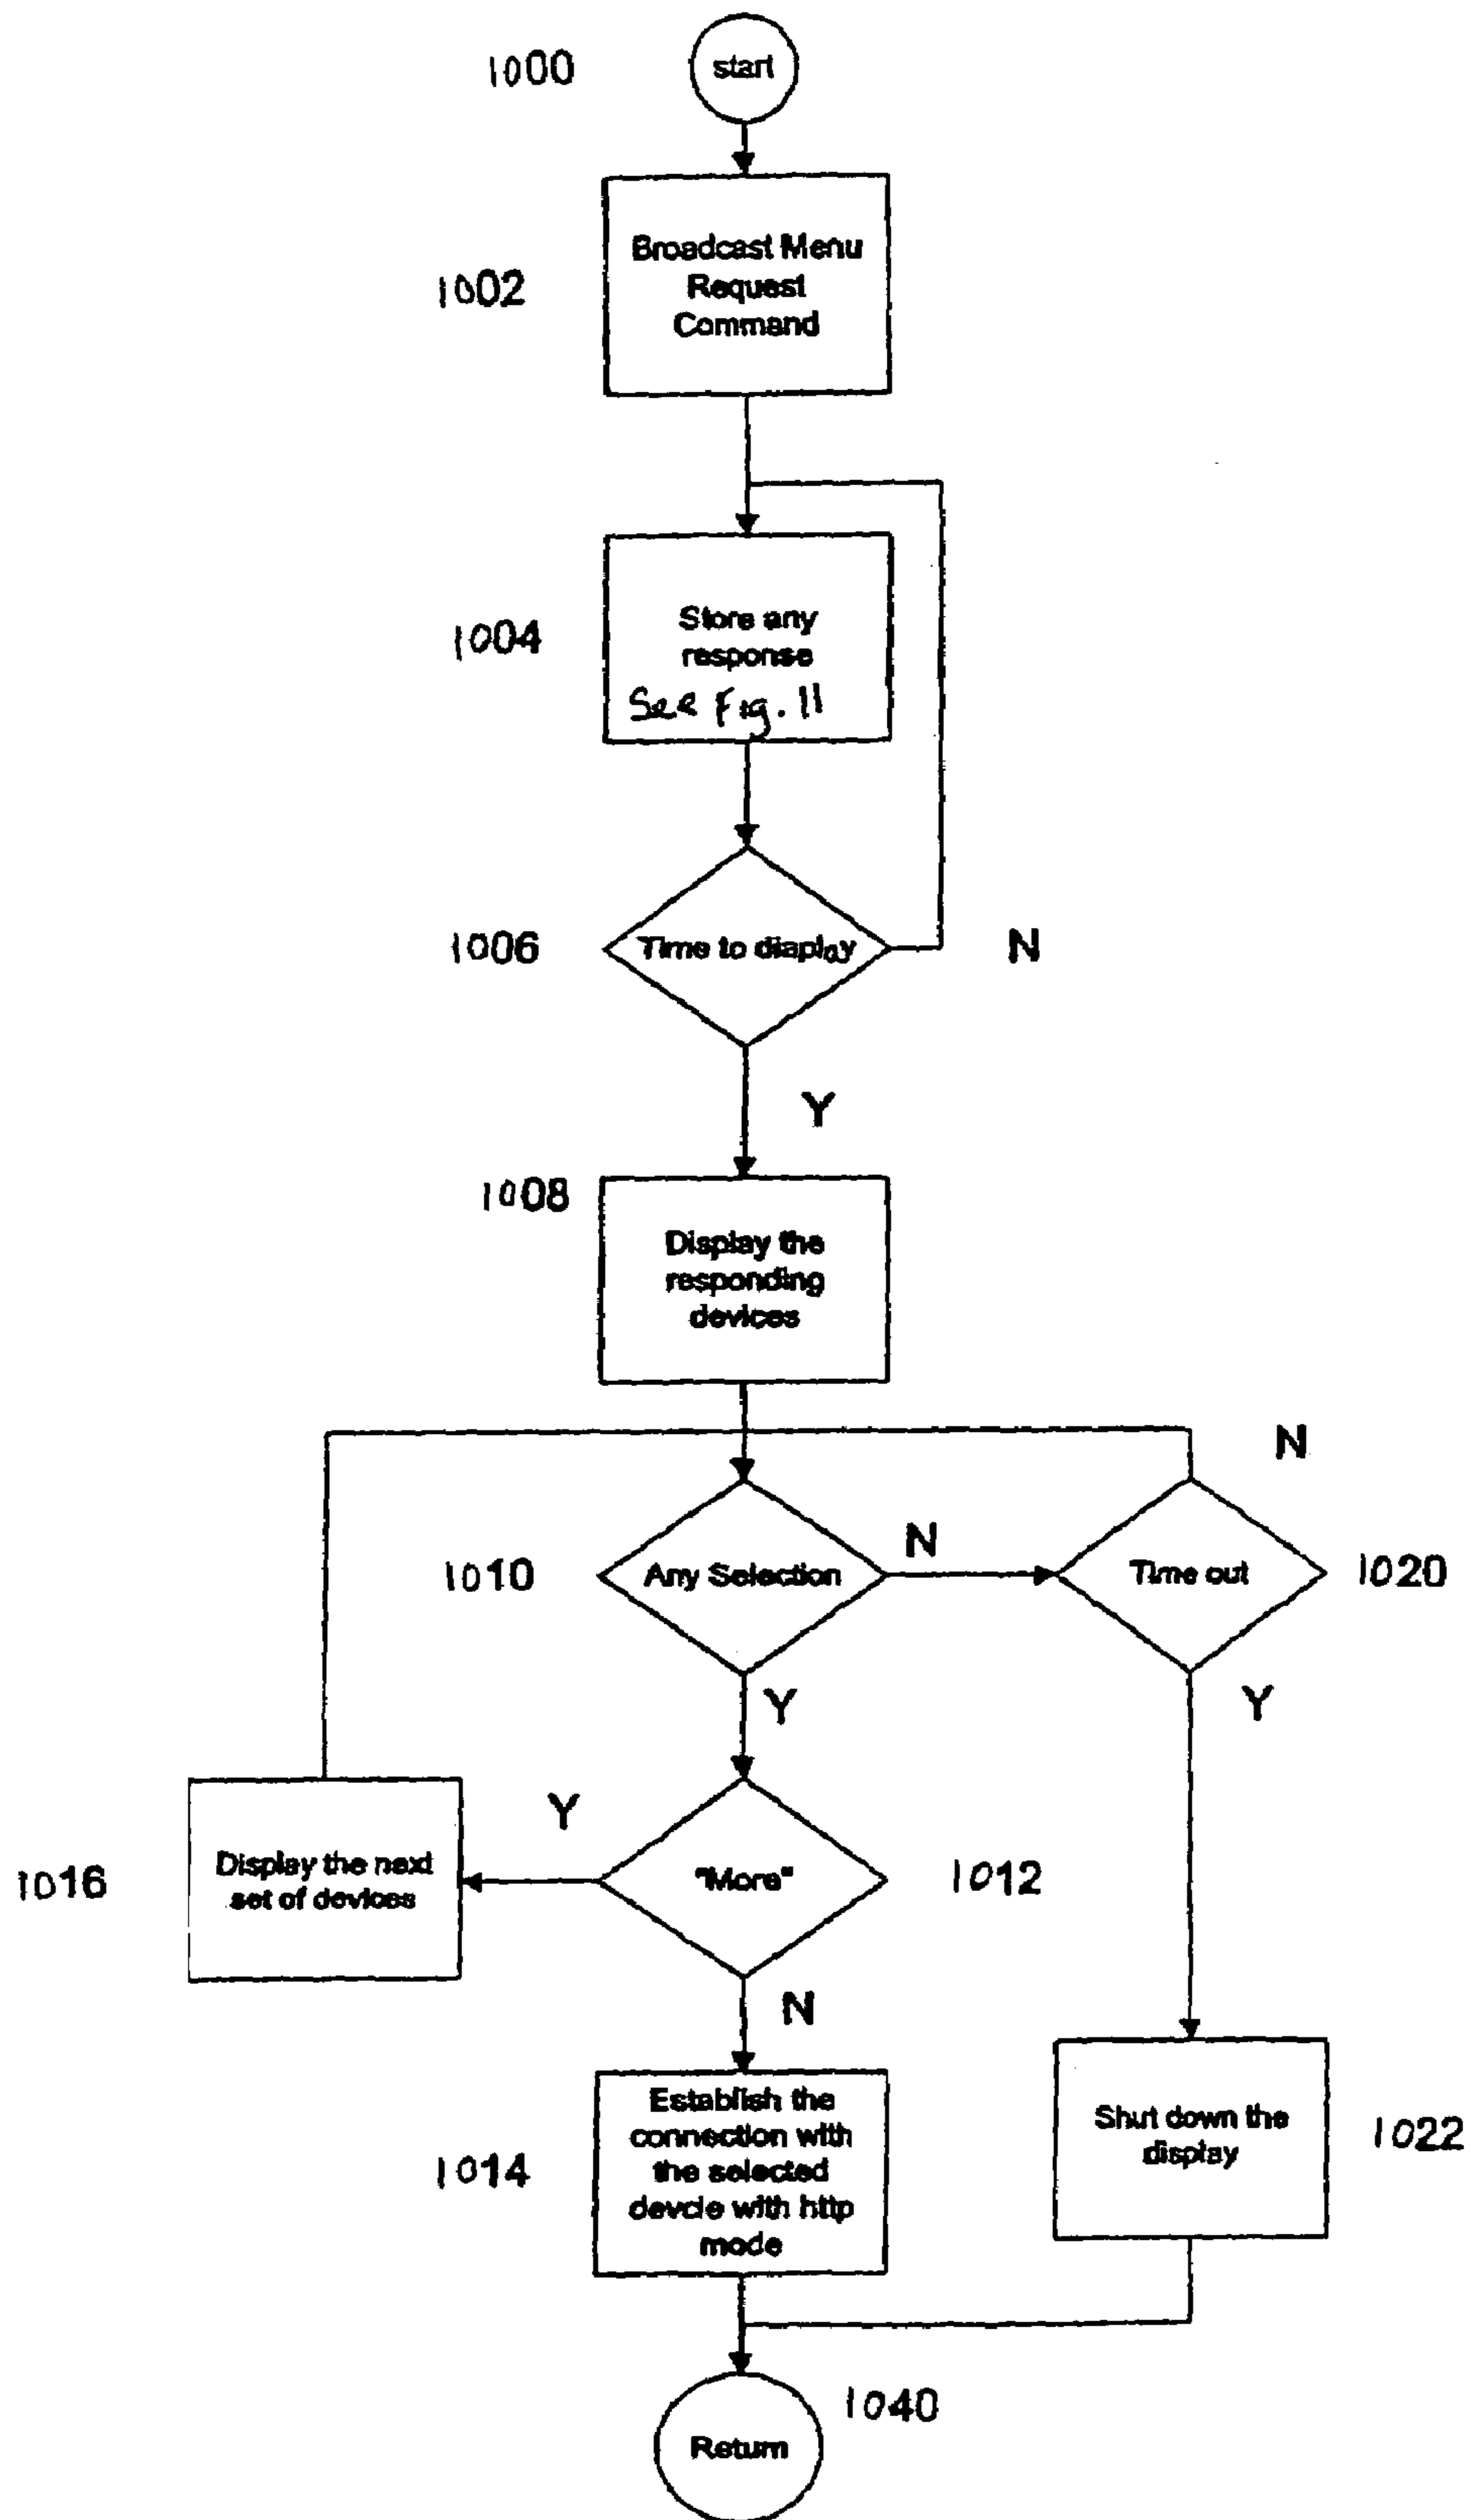 1000
start
1002
Broadcast Menu
Request
Command
1004
Store any
response
See Fig. 11
1006
Time to diaplay
N
Y
1008
Display the
responding
devices
N
1010
Any Selection
N
Time out
1020
Y
Y
1016
Display the next
set of devices
Y
"More"
1012
N
1014
Establish the
connection with
the selected
devcie with http
mode
Shut down the
display
1022
1040
Return